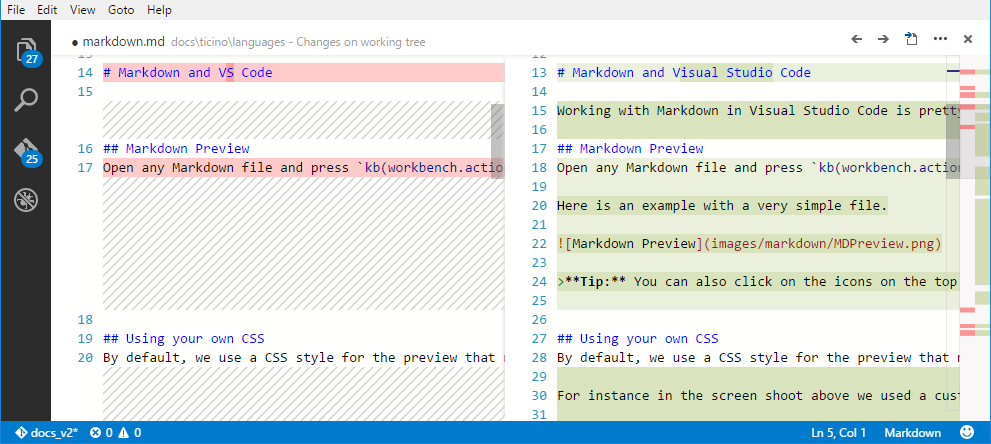 File Edit View Goto Help
● markdown.md docs\ticino\languages - Changes on working tree
27
25
14 # Markdown and VS Code
15
16 ## Markdown Preview
17 Open any Markdown file and press `kb(workbench.actio
18
19 ## Using your own CSS
20 By default, we use a CSS style for the preview that
13 # Markdown and Visual Studio Code
14
15 Working with Markdown in Visual Studio Code is pretty
16
17 ## Markdown Preview
18 Open any Markdown file and press `kb(workbench.action
19
20 Here is an example with a very simple file.
21
22 ![Markdown Preview](images/markdown/MDPreview.png)
23
24 >**Tip:** You can also click on the icons on the top
25
26
27 ## Using your own CSS
28 By default, we use a CSS style for the preview that
29
30 For instance in the screen shoot above we used a cust
31
docs_v2* 0 0 Ln 5, Col 1 Markdown